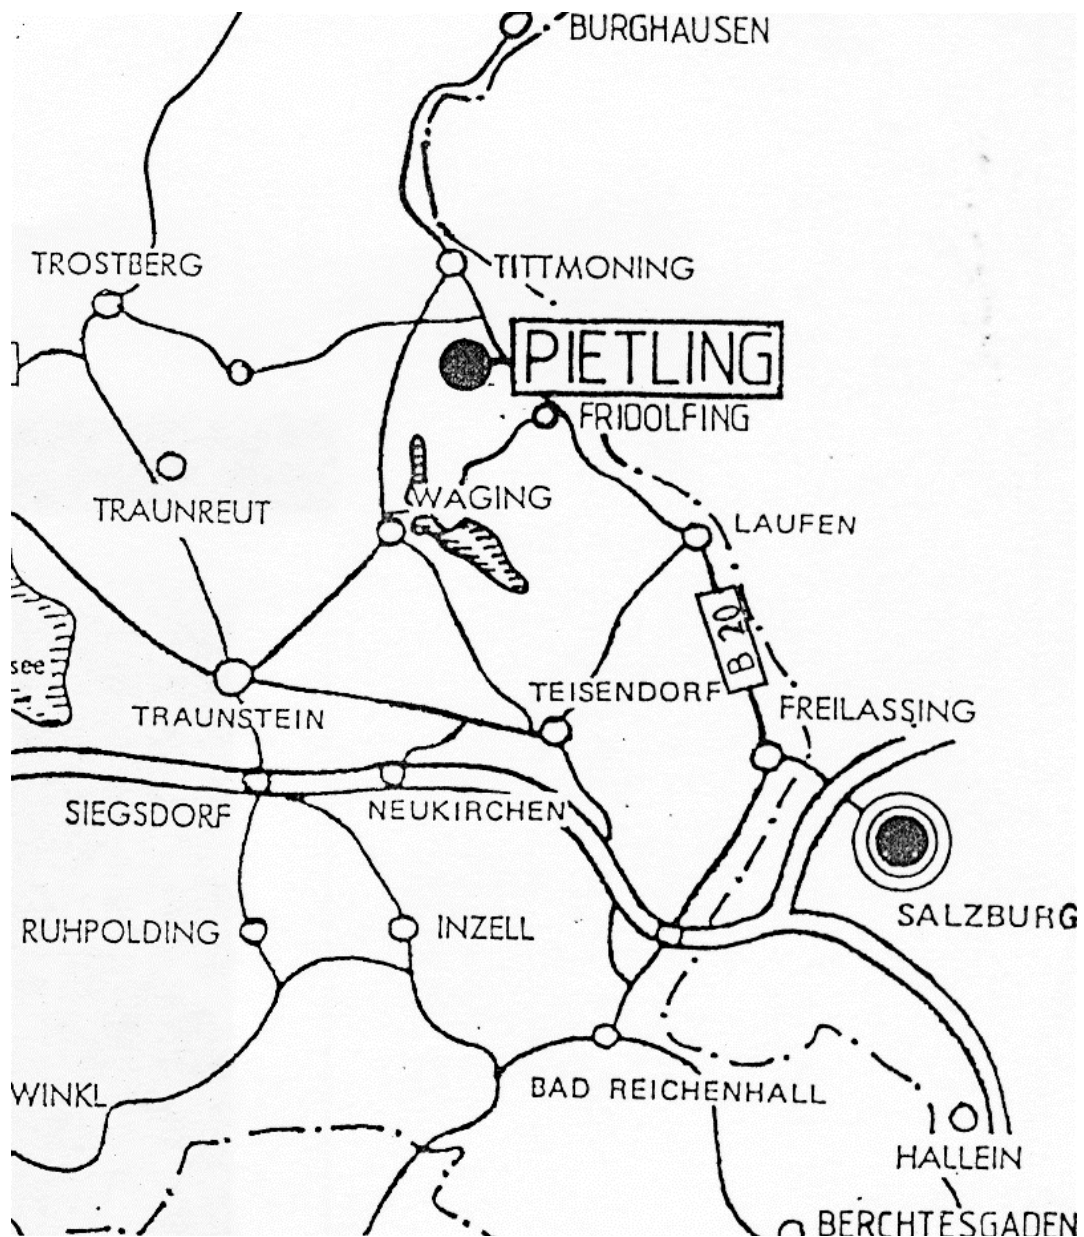 BURGHAUSEN
TROSTBERG
TITTMONING
PIETLING
FRIDOLFING
WAGING
TRAUNREUT
LAUFEN
B 20
see
TEISENDORF
FREILASSING
TRAUNSTEIN
SIEGSDORF
NEUKIRCHEN
SALZBURG
RUHPOLDING
INZELL
WINKL
BAD REICHENHALL
HALLEIN
BERCHTESGADEN